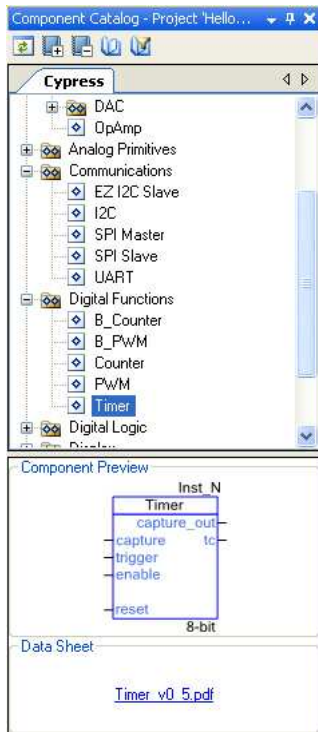 Component Catalog - Project 'Hello...
Cypress
DAC
OpAmp
Analog Primitives
Communications
EZ I2C Slave
I2C
SPI Master
SPI Slave
UART
Digital Functions
B_Counter
B_PWM
Counter
PWM
Timer
Digital Logic
Display
Component Preview
Inst_N
Timer
capture_out
capture tc
trigger
enable
reset
8-bit
Data Sheet
Timer_v0_5.pdf